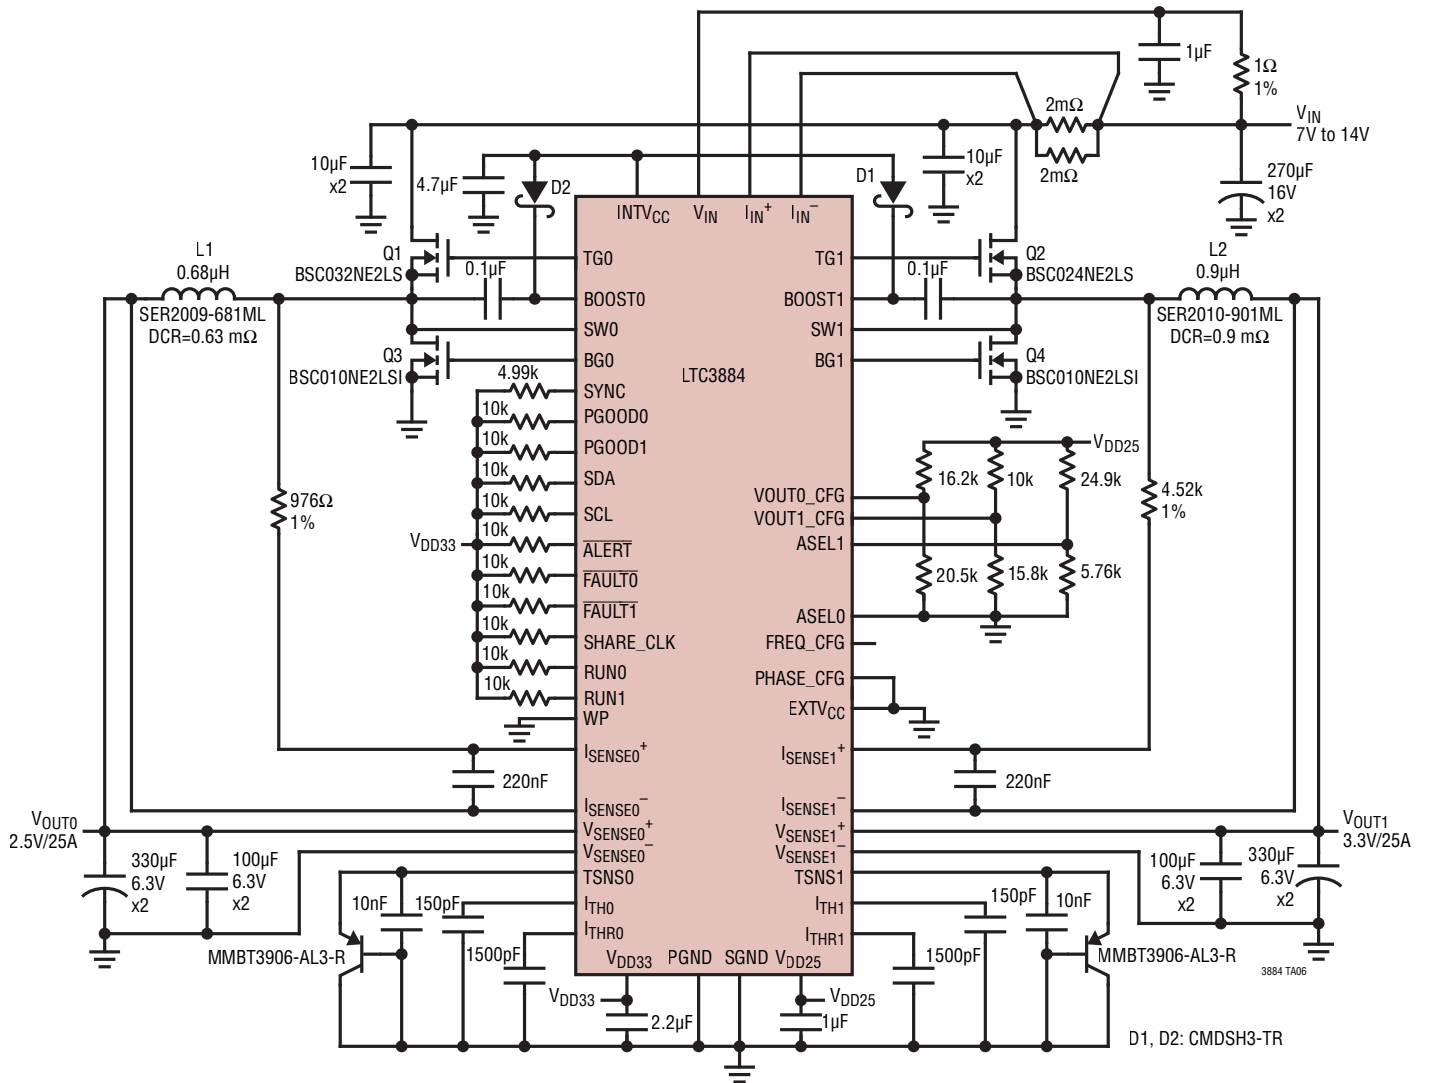 1µF
1Ω
1%
2mΩ
VIN
7V to 14V
10µF
x2
4.7µF
D2
D1
10µF
x2
2mΩ
270µF
16V
x2
INTVCC
VIN
IIN+
IIN–
L1
0.68µH
SER2009-681ML
DCR=0.63 mΩ
Q1
BSC032NE2LS
0.1µF
TG0
BOOST0
SW0
BG0
TG1
BOOST1
SW1
BG1
0.1µF
Q2
BSC024NE2LS
L2
0.9µH
SER2010-901ML
DCR=0.9 mΩ
Q3
BSC010NE2LSI
Q4
BSC010NE2LSI
LTC3884
4.99k
SYNC
10k
PGOOD0
10k
PGOOD1
10k
SDA
10k
SCL
VDD33
10k
ALERT
10k
FAULT0
10k
FAULT1
10k
SHARE_CLK
10k
RUN0
10k
RUN1
WP
976Ω
1%
VDD25
16.2k
10k
24.9k
VOUT0_CFG
VOUT1_CFG
ASEL1
20.5k
15.8k
5.76k
ASEL0
FREQ_CFG
PHASE_CFG
EXTVCC
4.52k
1%
ISENSE0+
220nF
ISENSE0–
VSENSE0+
VSENSE0–
TSNS0
ITH0
ITHR0
ISENSE1+
220nF
ISENSE1–
VSENSE1+
VSENSE1–
TSNS1
ITH1
ITHR1
VOUT0
2.5V/25A
330µF
6.3V
x2
100µF
6.3V
x2
VOUT1
3.3V/25A
100µF
6.3V
x2
330µF
6.3V
x2
10nF
150pF
1500pF
MMBT3906-AL3-R
150pF
10nF
1500pF
MMBT3906-AL3-R
VDD33
PGND
SGND
VDD25
VDD33
2.2µF
VDD25
1µF
3884 TA06
D1, D2: CMDSH3-TR